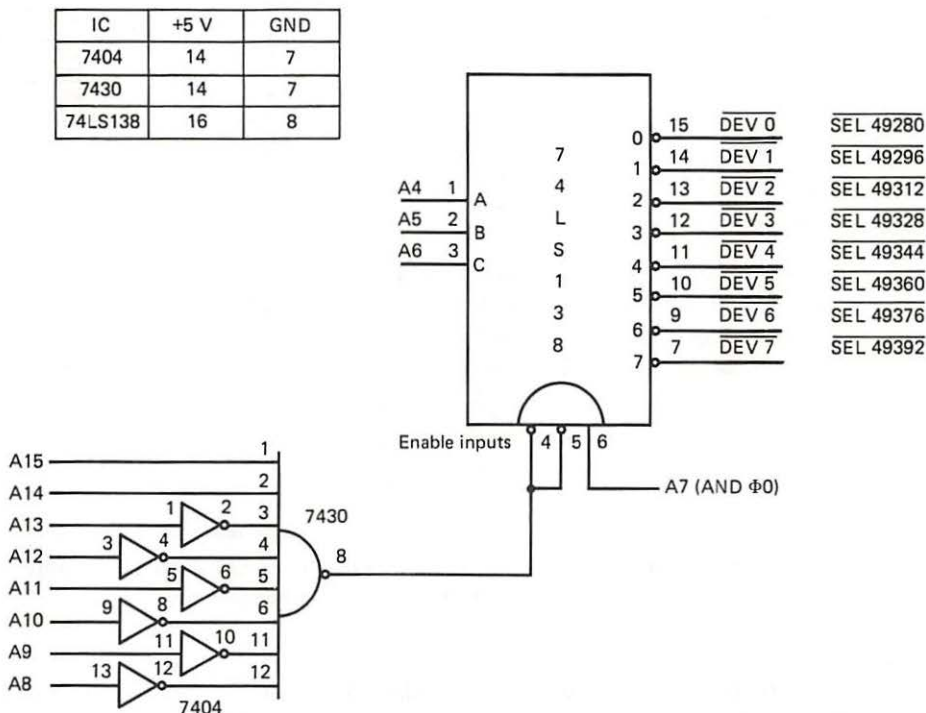 IC +5 V GND
7404 14 7
7430 14 7
74LS138 16 8
0 15 DEV 0 SEL 49280
1 14 DEV 1 SEL 49296
2 13 DEV 2 SEL 49312
3 12 DEV 3 SEL 49328
4 11 DEV 4 SEL 49344
5 10 DEV 5 SEL 49360
6 9 DEV 6 SEL 49376
7 7 DEV 7 SEL 49392
A4 1 A
A5 2 B
A6 3 C
7
4
L
S
1
3
8
Enable inputs 4 5 6
A7 (AND Φ0)
A15 1
A14 2
A13 1 2 3
A12 3 4 4
A11 5 6 5
A10 9 8 6
A9 11 10 11
A8 13 12 12
7430
8
7404